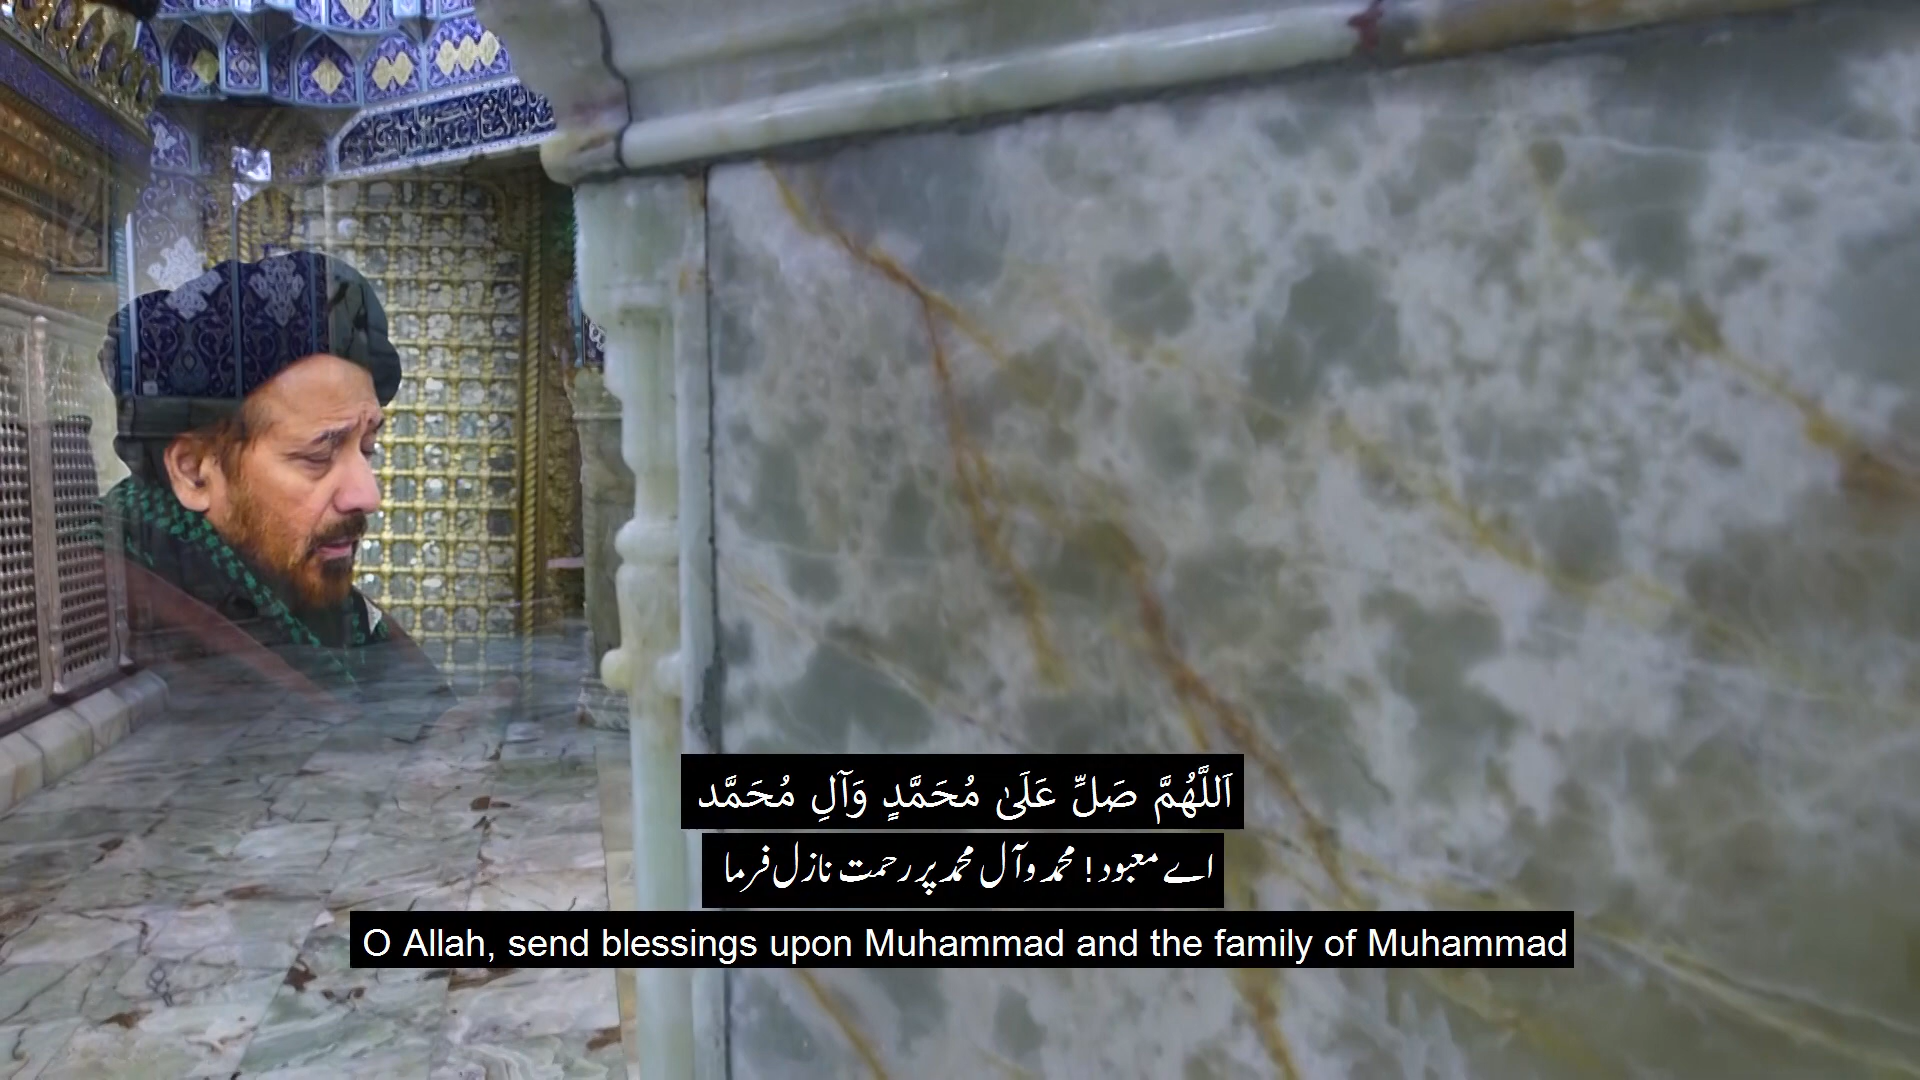 اَللَّهُمَّ صَلِّ عَلَىٰ مُحَمَّدٍ وَآلِ مُحَمَّد
اے معبود! محمد و آل محمد پر رحمت نازل فرما
O Allah, send blessings upon Muhammad and the family of Muhammad